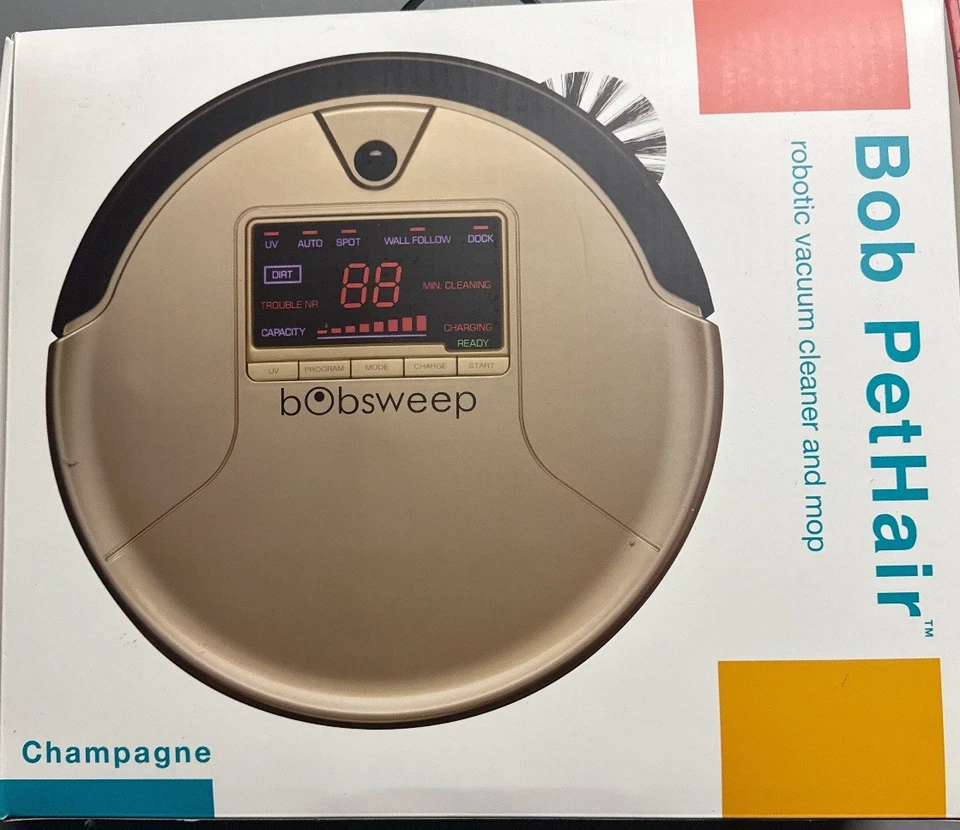 UV AUTO SPOT WALL FOLLOW DOCK
DIRT
88
MIN. CLEANING
TROUBLE NR.
CAPACITY
CHARGING
READY
UV PROGRAM MODE CHARGE START
bObsweep
Bob PetHair™
robotic vacuum cleaner and mop
Champagne